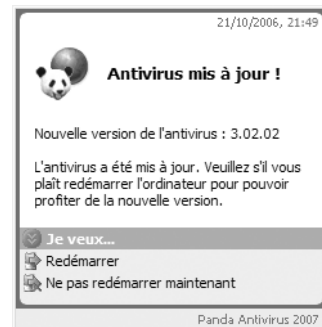 21/10/2006, 21:49
Antivirus mis à jour !
Nouvelle version de l'antivirus : 3.02.02
L'antivirus a été mis à jour. Veuillez s'il vous
plaît redémarrer l'ordinateur pour pouvoir
profiter de la nouvelle version.
Je veux...
Redémarrer
Ne pas redémarrer maintenant
Panda Antivirus 2007